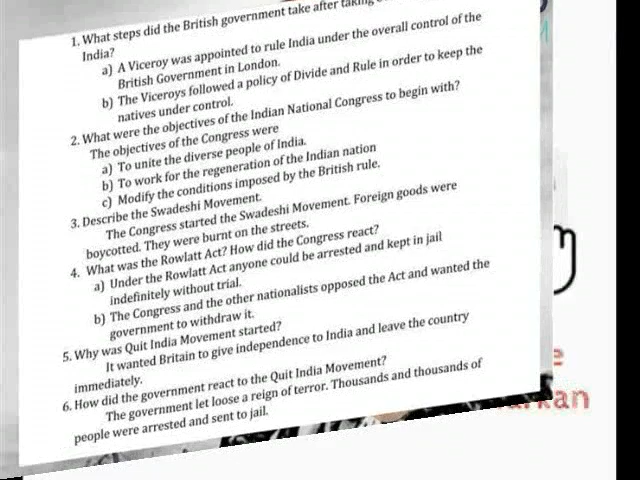 1. What steps did the British government take after taking
India?
a) A Viceroy was appointed to rule India under the overall control of the
British Government in London.
b) The Viceroys followed a policy of Divide and Rule in order to keep the
natives under control.
2. What were the objectives of the Indian National Congress to begin with?
The objectives of the Congress were
a) To unite the diverse people of India.
b) To work for the regeneration of the Indian nation
c) Modify the conditions imposed by the British rule.
3. Describe the Swadeshi Movement.
The Congress started the Swadeshi Movement. Foreign goods were
boycotted. They were burnt on the streets.
4. What was the Rowlatt Act? How did the Congress react?
a) Under the Rowlatt Act anyone could be arrested and kept in jail
indefinitely without trial.
b) The Congress and the other nationalists opposed the Act and wanted the
government to withdraw it.
5. Why was Quit India Movement started?
It wanted Britain to give independence to India and leave the country
immediately.
6. How did the government react to the Quit India Movement?
The government let loose a reign of terror. Thousands and thousands of
people were arrested and sent to jail.